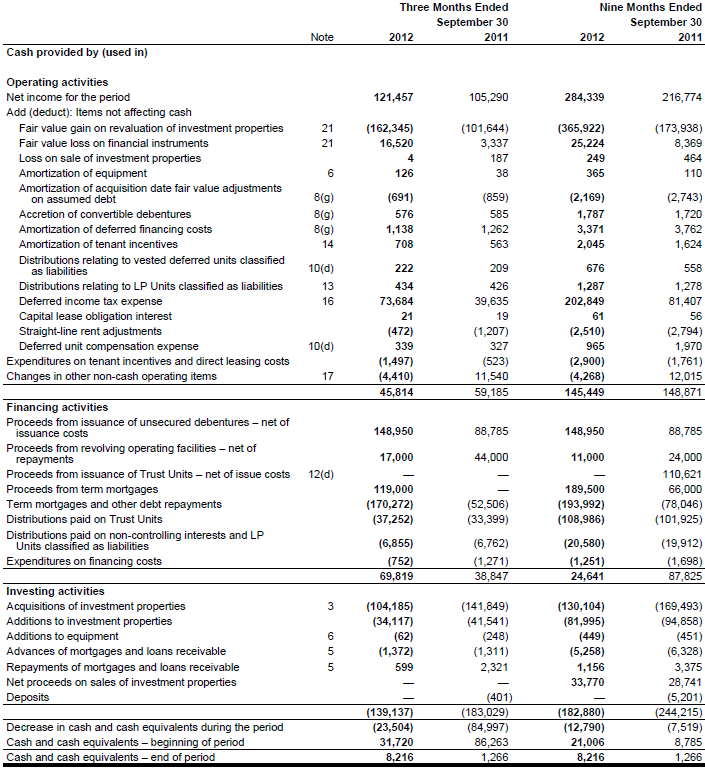 Three Months Ended Nine Months Ended
September 30 September 30
Note 2012 2011 2012 2011
Cash provided by (used in)
Operating activities
Net income for the period 121,457 105,290 284,339 216,774
Add (deduct): Items not affecting cash
Fair value gain on revaluation of investment properties 21 (162,345) (101,644) (365,922) (173,938)
Fair value loss on financial instruments 21 16,520 3,337 25,224 8,369
Loss on sale of investment properties 4 187 249 464
Amortization of equipment 6 126 38 365 110
Amortization of acquisition date fair value adjustments
on assumed debt 8(g) (691) (859) (2,169) (2,743)
Accretion of convertible debentures 8(g) 576 585 1,787 1,720
Amortization of deferred financing costs 8(g) 1,138 1,262 3,371 3,762
Amortization of tenant incentives 14 708 563 2,045 1,624
Distributions relating to vested deferred units classified
as liabilities 10(d) 222 209 676 558
Distributions relating to LP Units classified as liabilities 13 434 426 1,287 1,278
Deferred income tax expense 16 73,684 39,635 202,849 81,407
Capital lease obligation interest 21 19 61 56
Straight-line rent adjustments (472) (1,207) (2,510) (2,794)
Deferred unit compensation expense 10(d) 339 327 965 1,970
Expenditures on tenant incentives and direct leasing costs (1,497) (523) (2,900) (1,761)
Changes in other non-cash operating items 17 (4,410) 11,540 (4,268) 12,015
45,814 59,185 145,449 148,871
Financing activities
Proceeds from issuance of unsecured debentures – net of
issuance costs 148,950 88,785 148,950 88,785
Proceeds from revolving operating facilities – net of
repayments 17,000 44,000 11,000 24,000
Proceeds from issuance of Trust Units – net of issue costs 12(d) — — — 110,621
Proceeds from term mortgages 119,000 — 189,500 66,000
Term mortgages and other debt repayments (170,272) (52,506) (193,992) (78,046)
Distributions paid on Trust Units (37,252) (33,399) (108,986) (101,925)
Distributions paid on non-controlling interests and LP
Units classified as liabilities (6,855) (6,762) (20,580) (19,912)
Expenditures on financing costs (752) (1,271) (1,251) (1,698)
69,819 38,847 24,641 87,825
Investing activities
Acquisitions of investment properties 3 (104,185) (141,849) (130,104) (169,493)
Additions to investment properties (34,117) (41,541) (81,995) (94,858)
Additions to equipment 6 (62) (248) (449) (451)
Advances of mortgages and loans receivable 5 (1,372) (1,311) (5,258) (6,328)
Repayments of mortgages and loans receivable 5 599 2,321 1,156 3,375
Net proceeds on sales of investment properties — — 33,770 28,741
Deposits — (401) — (5,201)
(139,137) (183,029) (182,880) (244,215)
Decrease in cash and cash equivalents during the period (23,504) (84,997) (12,790) (7,519)
Cash and cash equivalents – beginning of period 31,720 86,263 21,006 8,785
Cash and cash equivalents – end of period 8,216 1,266 8,216 1,266